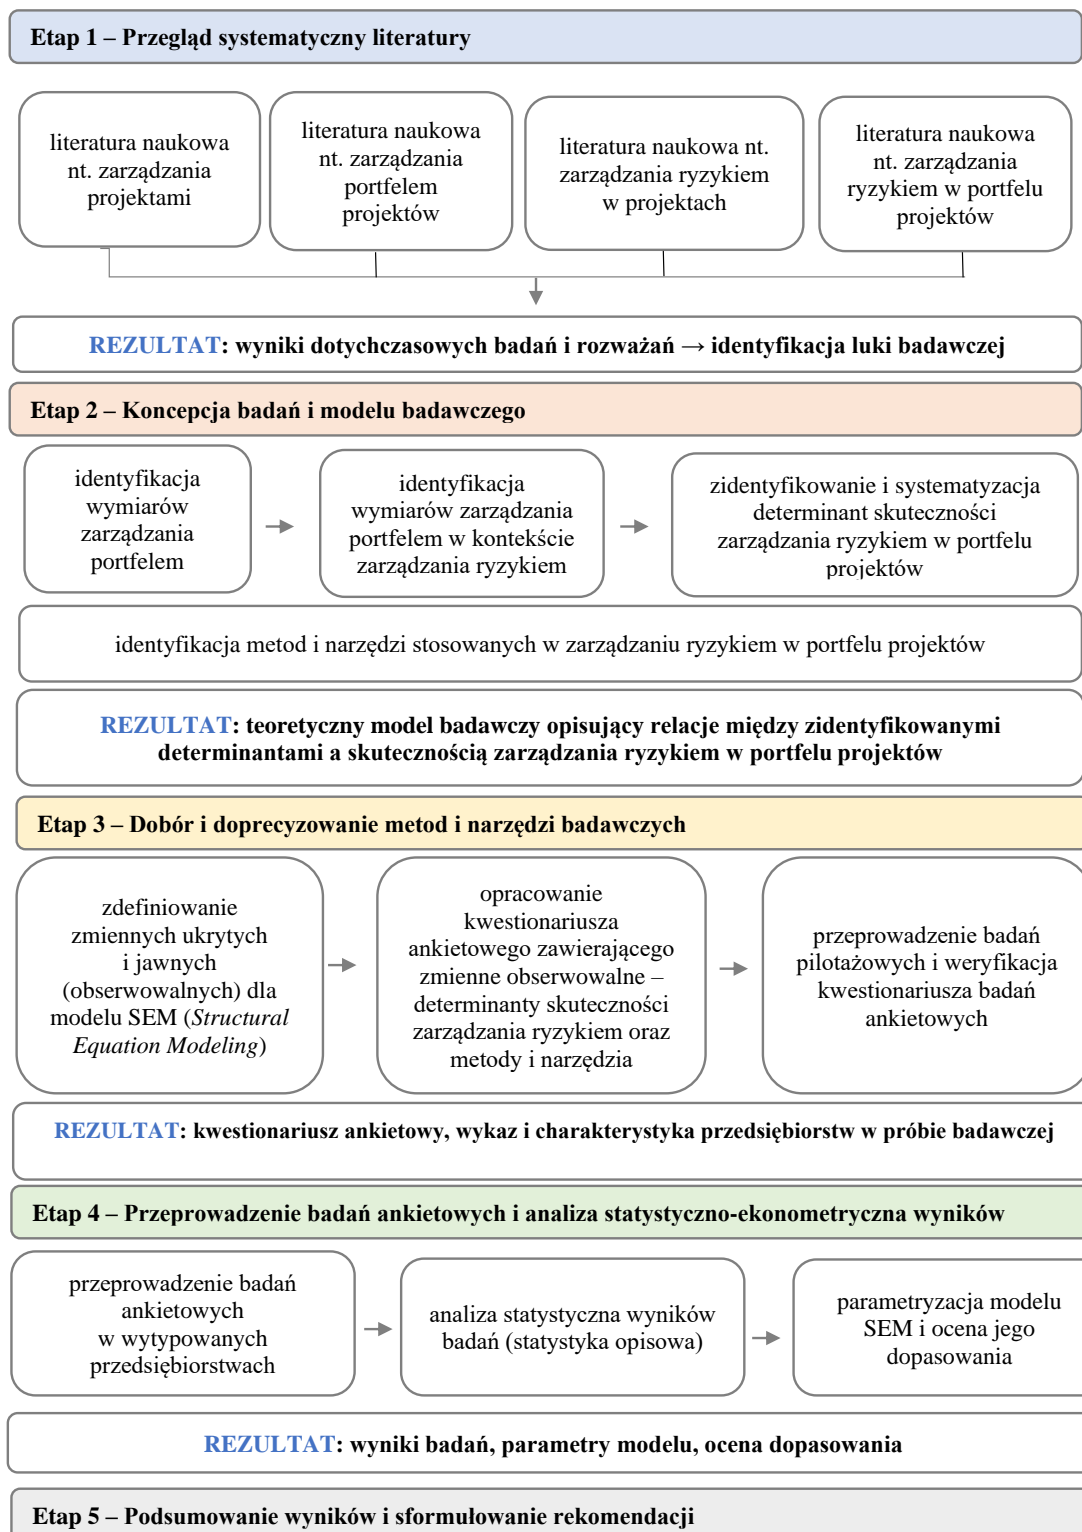 Etap 1 – Przegląd systematyczny literatury
literatura naukowa
nt. zarządzania
projektami
literatura naukowa
nt. zarządzania
portfelem
projektów
literatura naukowa nt.
zarządzania ryzykiem
w projektach
literatura naukowa
nt. zarządzania
ryzykiem w portfelu
projektów
REZULTAT: wyniki dotychczasowych badań i rozważań → identyfikacja luki badawczej
Etap 2 – Koncepcja badań i modelu badawczego
identyfikacja
wymiarów
zarządzania
portfelem
identyfikacja
wymiarów zarządzania
portfelem w kontekście
zarządzania ryzykiem
zidentyfikowanie i systematyzacja
determinant skuteczności
zarządzania ryzykiem w portfelu
projektów
identyfikacja metod i narzędzi stosowanych w zarządzaniu ryzykiem w portfelu projektów
REZULTAT: teoretyczny model badawczy opisujący relacje między zidentyfikowanymi
determinantami a skutecznością zarządzania ryzykiem w portfelu projektów
Etap 3 – Dobór i doprecyzowanie metod i narzędzi badawczych
zdefiniowanie
zmiennych ukrytych
i jawnych
(obserwowalnych) dla
modelu SEM (Structural
Equation Modeling)
opracowanie
kwestionariusza
ankietowego zawierającego
zmienne obserwowalne –
determinanty skuteczności
zarządzania ryzykiem oraz
metody i narzędzia
przeprowadzenie badań
pilotażowych i weryfikacja
kwestionariusza badań
ankietowych
REZULTAT: kwestionariusz ankietowy, wykaz i charakterystyka przedsiębiorstw w próbie badawczej
Etap 4 – Przeprowadzenie badań ankietowych i analiza statystyczno-ekonometryczna wyników
przeprowadzenie badań
ankietowych
w wytypowanych
przedsiębiorstwach
analiza statystyczna wyników
badań (statystyka opisowa)
parametryzacja modelu
SEM i ocena jego
dopasowania
REZULTAT: wyniki badań, parametry modelu, ocena dopasowania
Etap 5 – Podsumowanie wyników i sformułowanie rekomendacji